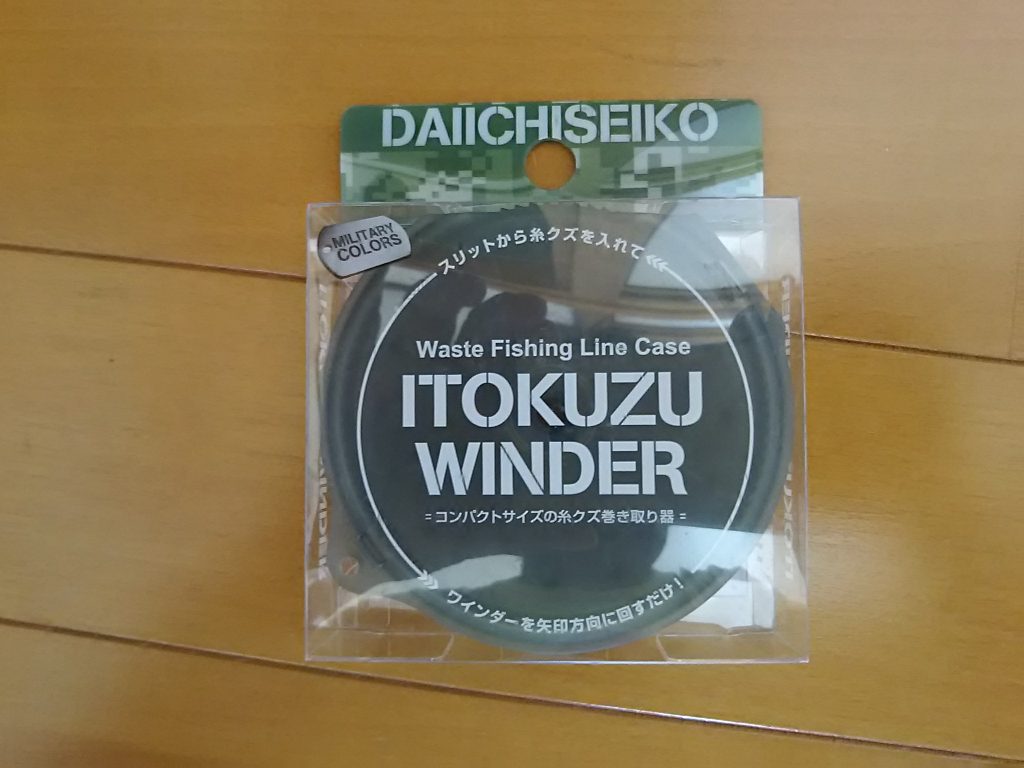 DAIICHISEIKO
MILITARY
COLORS
スリットから糸クズを入れて
Waste Fishing Line Case
ITOKUZU
WINDER
=コンパクトサイズの糸クズ巻き取り器=
ワインダーを矢印方向に回すだけ!